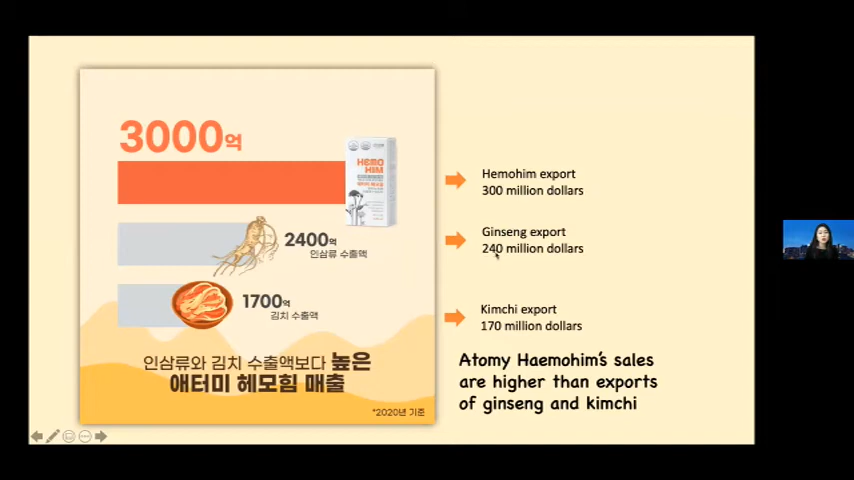 3000억
HEMO
HIM
2400억
인삼류 수출액
1700억
김치 수출액
인삼류와 김치 수출액보다 높은
애터미 헤모힘 매출
*2020년 기준
Hemohim export
300 million dollars
Ginseng export
240 million dollars
Kimchi export
170 million dollars
Atomy Haemohim's sales
are higher than exports
of ginseng and kimchi